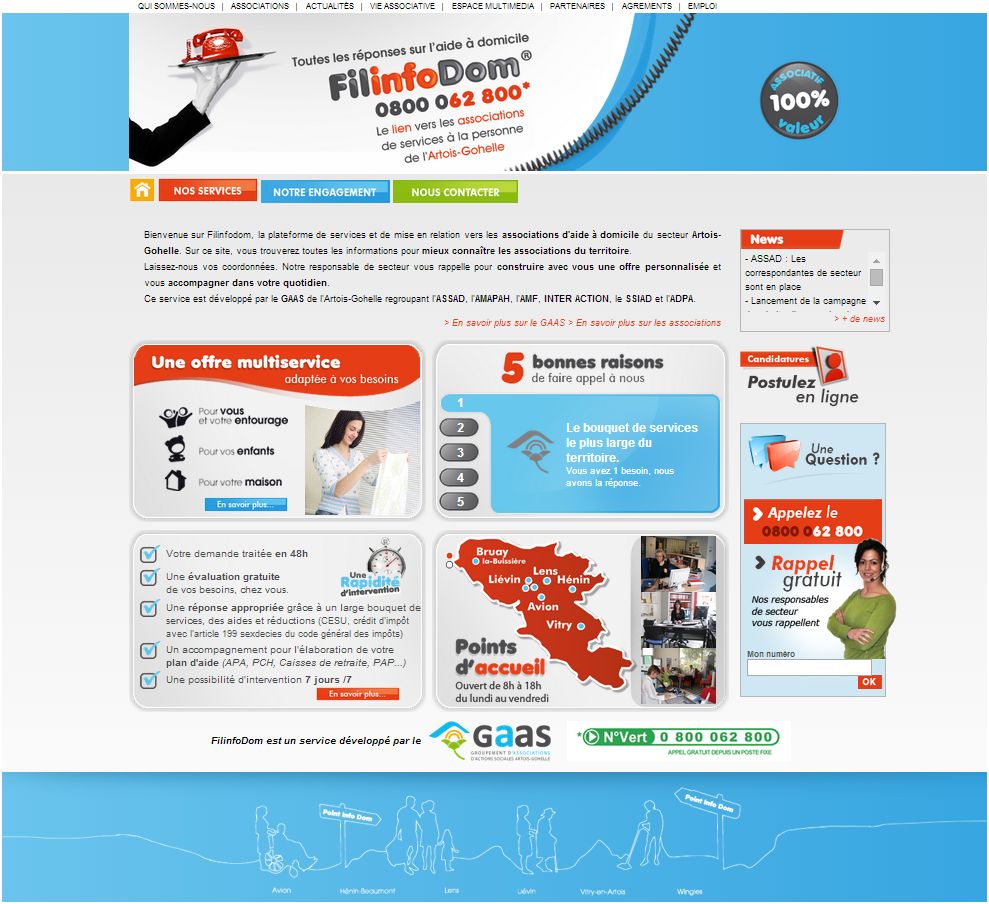 QUI SOMMES-NOUS | ASSOCIATIONS | ACTUALITÉS | VIE ASSOCIATIVE | ESPACE MULTIMEDIA | PARTENAIRES | AGREMENTS | EMPLOI
Toutes les réponses sur l'aide à domicile
FilinfoDom®
0800 062 800*
Le lien vers les associations
de services à la personne
de l'Artois-Gohelle
ASSOCIATIF
100%
valeur
NOS SERVICES
NOTRE ENGAGEMENT
NOUS CONTACTER
Bienvenue sur Filinfodom, la plateforme de services et de mise en relation vers les associations d'aide à domicile du secteur Artois-
Gohelle. Sur ce site, vous trouverez toutes les informations pour mieux connaître les associations du territoire.
Laissez-nous vos coordonnées. Notre responsable de secteur vous rappelle pour construire avec vous une offre personnalisée et
vous accompagner dans votre quotidien.
Ce service est développé par le GAAS de l'Artois-Gohelle regroupant l'ASSAD, l'AMAPAH, l'AMF, INTER ACTION, le SSIAD et l'ADPA.
> En savoir plus sur le GAAS > En savoir plus sur les associations
News
- ASSAD : Les
correspondantes de secteur
sont en place
- Lancement de la campagne
> + de news
Une offre multiservice
adaptée à vos besoins
Pour vous
et votre entourage
Pour vos enfants
Pour votre maison
En savoir plus...
5 bonnes raisons
de faire appel à nous
1
2
3
4
5
Le bouquet de services
le plus large du
territoire.
Vous avez 1 besoin, nous
avons la réponse.
Candidatures
Postulez
en ligne
Une
Question ?
Appelez le
0800 062 800
Rappel
gratuit
Nos responsables
de secteur
vous rappellent
Mon numéro
OK
Votre demande traitée en 48h
Une évaluation gratuite
de vos besoins, chez vous.
Une réponse appropriée grâce à un large bouquet de
services, des aides et réductions (CESU, crédit d'impôt
avec l'article 199 sexdecies du code général des impôts)
Un accompagnement pour l'élaboration de votre
plan d'aide (APA, PCH, Caisses de retraite, PAP...)
Une possibilité d'intervention 7 jours /7
En savoir plus...
Une
Rapidité
d'intervention
Bruay
la-Buissière
Lens
Liévin
Hénin
Avion
Vitry
Points
d'accueil
Ouvert de 8h à 18h
du lundi au vendredi
FilinfoDom est un service développé par le
GAAS
GROUPEMENT D'ASSOCIATIONS
D'ACTIONS SOCIALES ARTOIS-GOHELLE
* N°Vert 0 800 062 800
APPEL GRATUIT DEPUIS UN POSTE FIXE
Point Info Dom
Point Info Dom
Avion
Hénin-Beaumont
Lens
Liévin
Vitry-en-Artois
Wingles